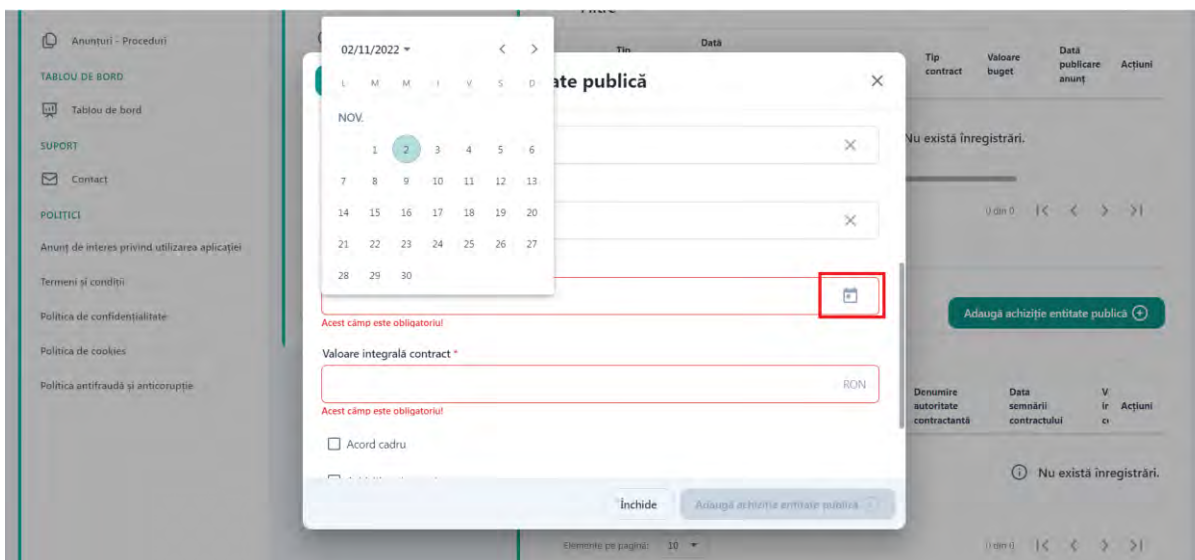 Anunțuri - Proceduri
TABLOU DE BORD
Tablou de bord
SUPORT
Contact
POLITICI
Anunț de interes privind utilizarea aplicației
Termeni și condiții
Politica de confidențialitate
Politica de cookies
Politica antifraudă și anticorupție
Tip
Dată
Tip contract
Valoare buget
Dată publicare anunț
Acțiuni
Nu există înregistrări.
0 din 0
Adaugă achiziție entitate publică
Denumire autoritate contractantă
Data semnării contractului
Acțiuni
Nu există înregistrări.
Elemente pe pagină: 10
0 din 0
02/11/2022
L M M J V S D
NOV.
1 2 3 4 5 6
7 8 9 10 11 12 13
14 15 16 17 18 19 20
21 22 23 24 25 26 27
28 29 30
publică
Acest câmp este obligatoriu!
Valoare integrală contract *
RON
Acest câmp este obligatoriu!
Acord cadru
Închide
Adaugă achiziție entitate publică